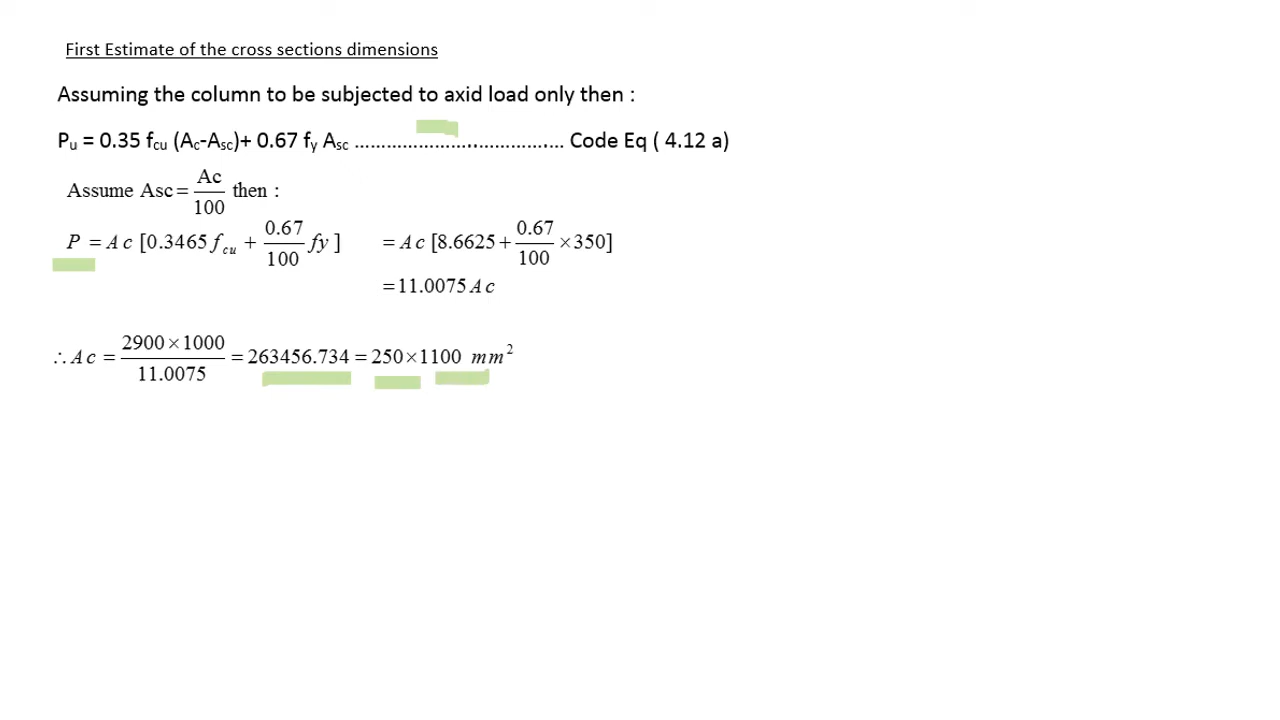 First Estimate of the cross sections dimensions
Assuming the column to be subjected to axid load only then :
Pu = 0.35 fcu (Ac-Asc)+ 0.67 fy Asc ........................................ Code Eq ( 4.12 a)
Assume Asc = Ac/100 then :
P = Ac [0.3465 fcu + 0.67/100 fy ] = Ac [8.6625 + 0.67/100 × 350]
= 11.0075 Ac
∴ Ac = 2900 × 1000 / 11.0075 = 263456.734 = 250 × 1100 mm²